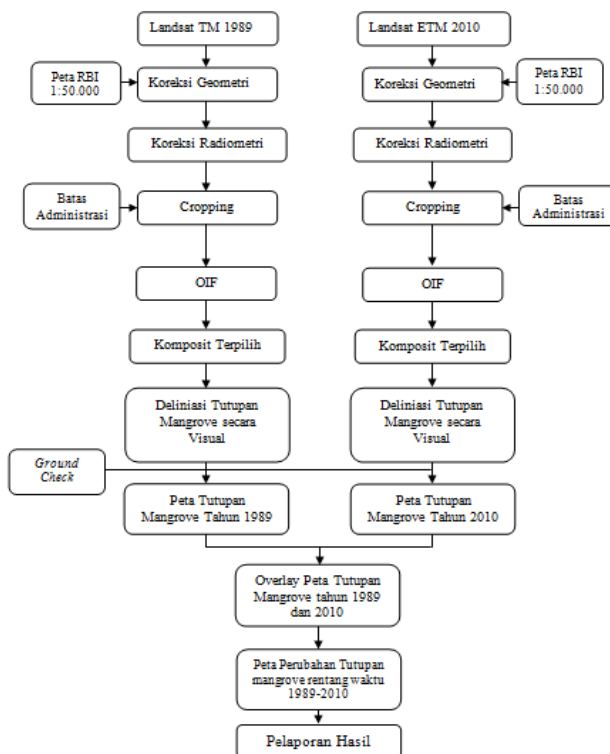 Landsat TM 1989
Landsat ETM 2010
Peta RBI
1:50.000
Koreksi Geometri
Koreksi Geometri
Peta RBI
1:50.000
Koreksi Radiometri
Koreksi Radiometri
Batas
Administrasi
Cropping
Cropping
Batas
Administrasi
OIF
OIF
Komposit Terpilih
Komposit Terpilih
Deliniasi Tutupan
Mangrove secara
Visual
Deliniasi Tutupan
Mangrove secara
Visual
Ground
Check
Peta Tutupan
Mangrove Tahun 1989
Peta Tutupan
Mangrove Tahun 2010
Overlay Peta Tutupan
Mangrove tahun 1989
dan 2010
Peta Perubahan Tutupan
mangrove rentang waktu
1989-2010
Pelaporan Hasil